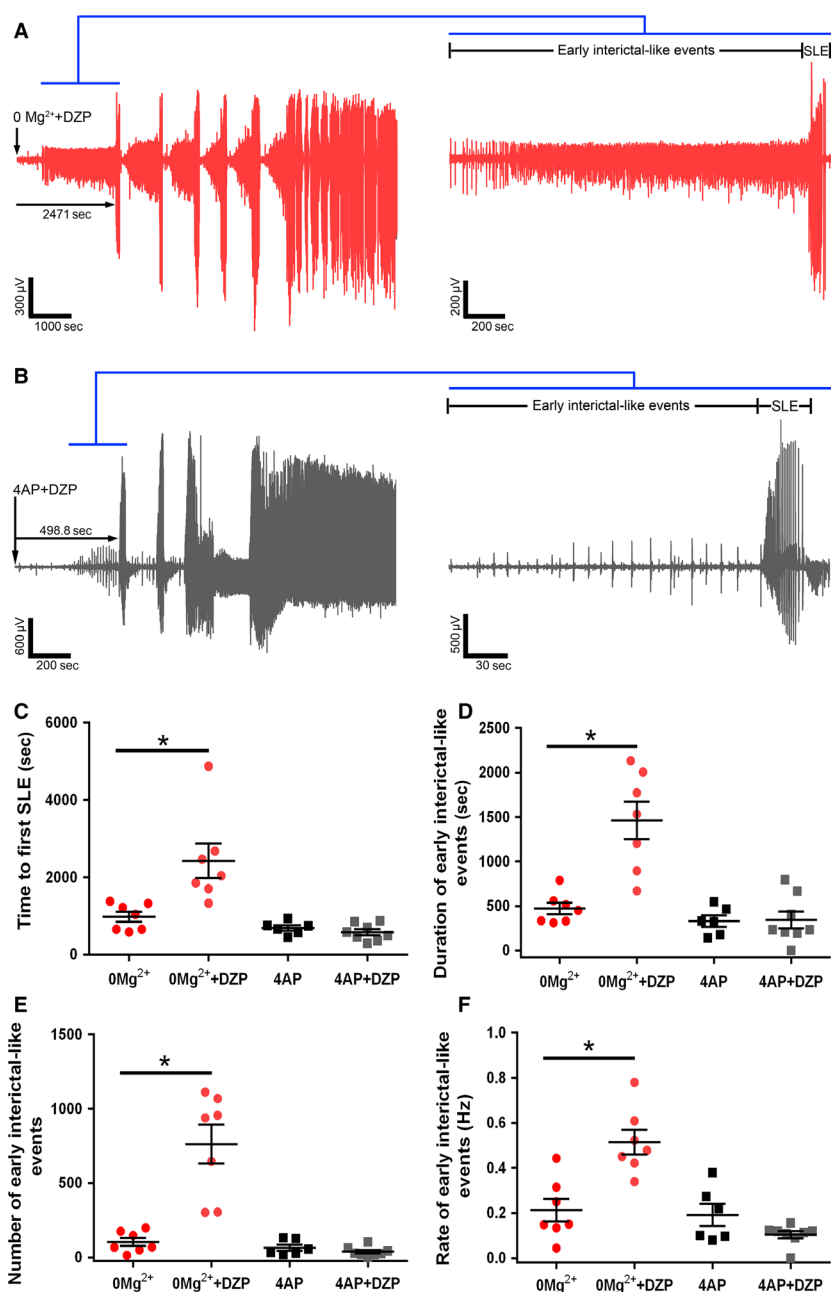 A
Early interictal-like events
SLE
0 Mg²⁺+DZP
2471 sec
300 µV
1000 sec
200 µV
200 sec
B
Early interictal-like events
SLE
4AP+DZP
498.8 sec
600 µV
200 sec
500 µV
30 sec
C
Time to first SLE (sec)
6000
4000
2000
0
*
0Mg²⁺
0Mg²⁺+DZP
4AP
4AP+DZP
D
Duration of early interictal-like
events (sec)
2500
2000
1500
1000
500
0
*
0Mg²⁺
0Mg²⁺+DZP
4AP
4AP+DZP
E
Number of early interictal-like
events
1500
1000
500
0
*
0Mg²⁺
0Mg²⁺+DZP
4AP
4AP+DZP
F
Rate of early interictal-like
events (Hz)
1.0
0.8
0.6
0.4
0.2
0.0
*
0Mg²⁺
0Mg²⁺+DZP
4AP
4AP+DZP